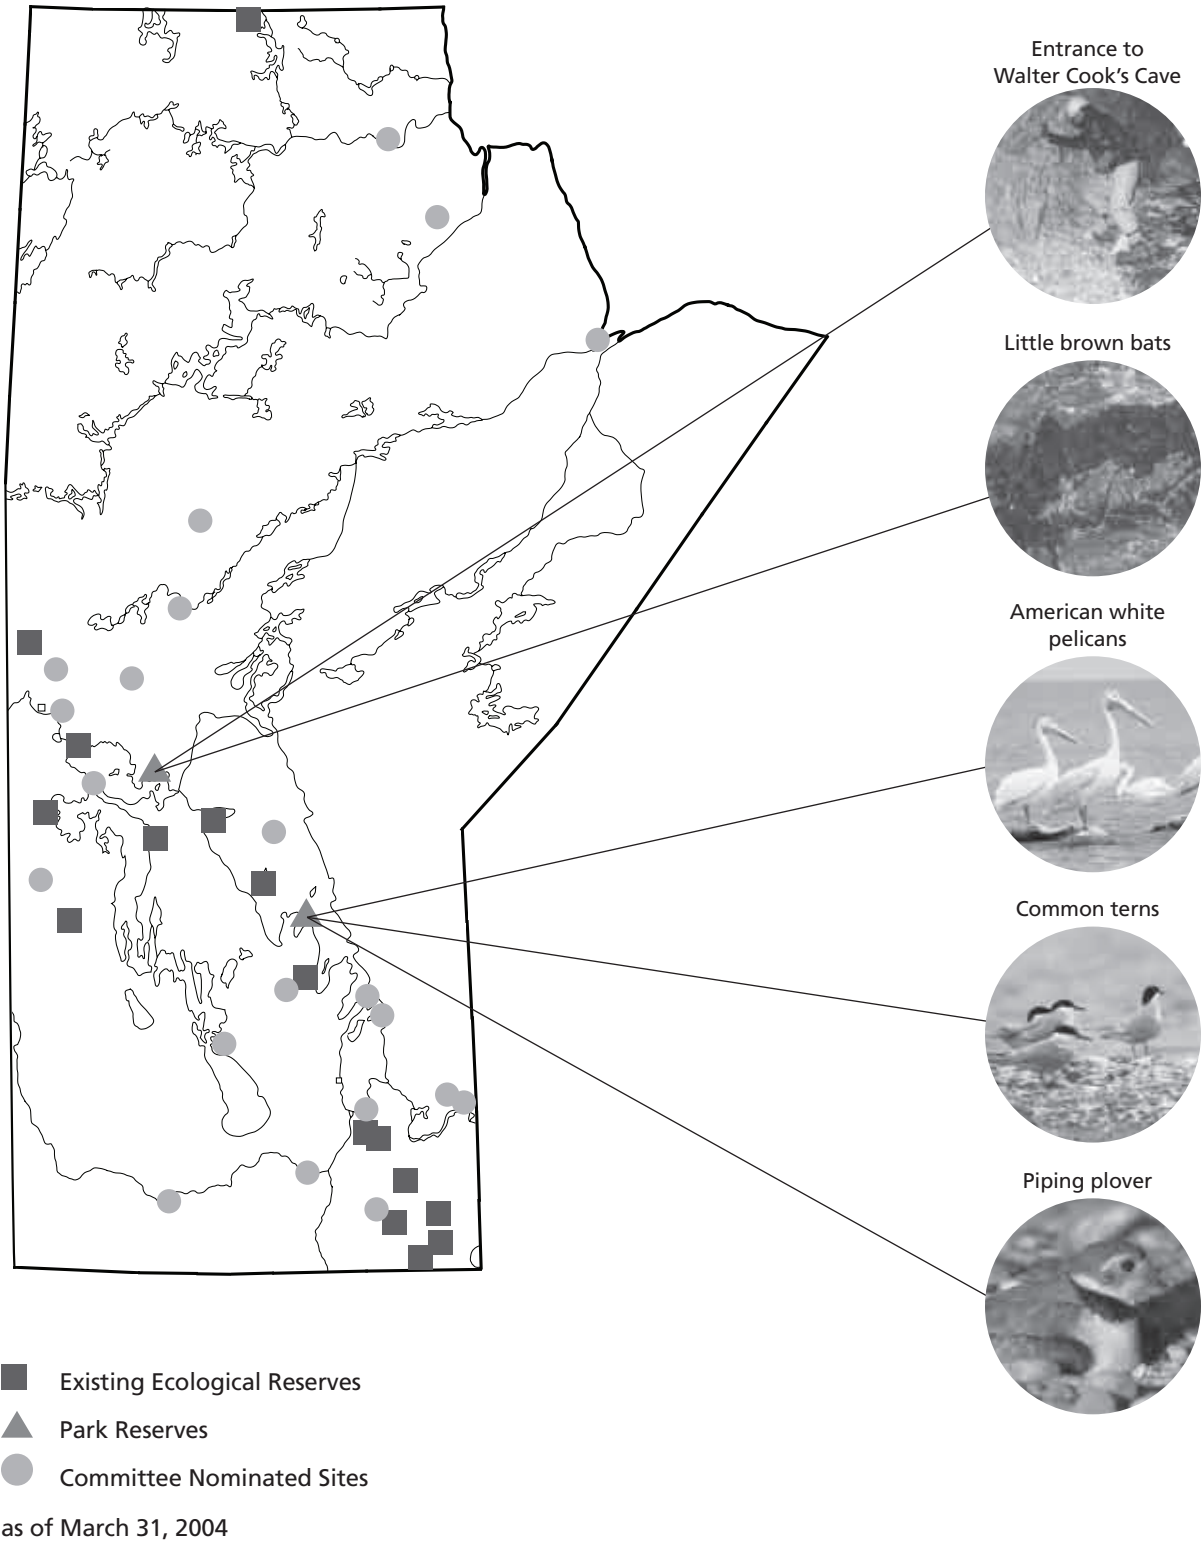 Entrance to
Walter Cook's Cave
Little brown bats
American white
pelicans
Common terns
Piping plover
Existing Ecological Reserves
Park Reserves
Committee Nominated Sites
as of March 31, 2004